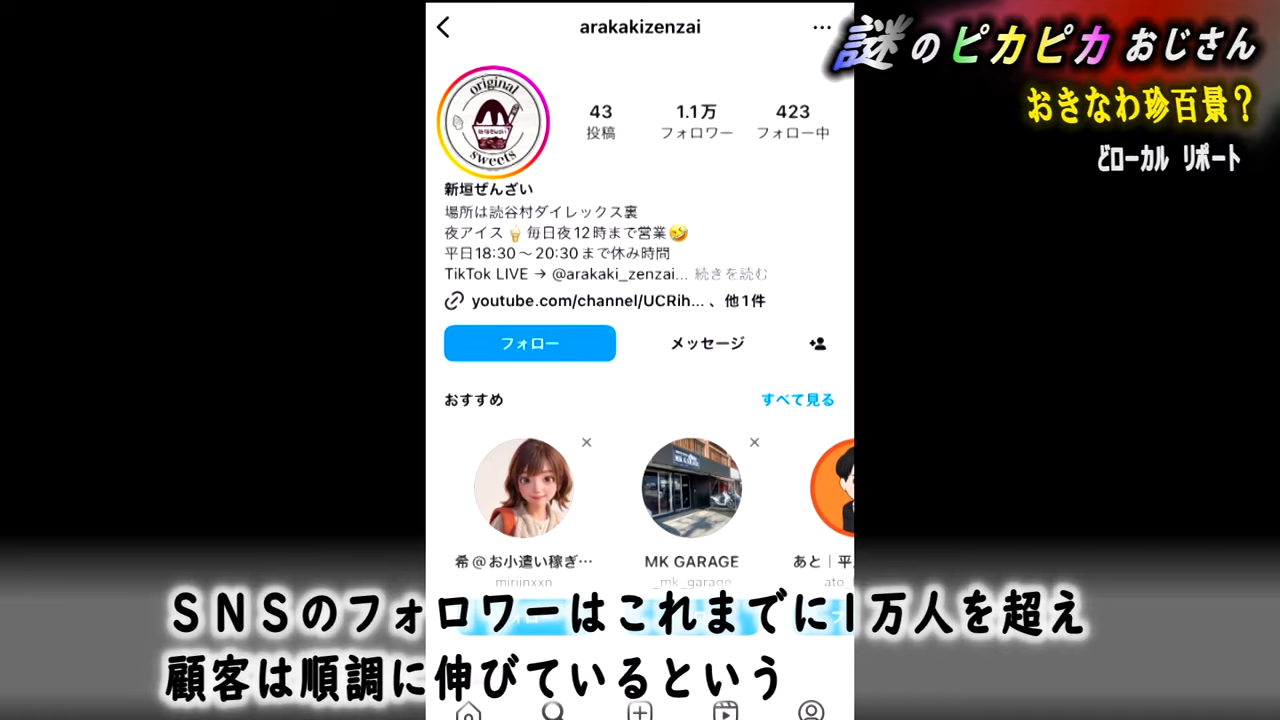 arakakizenzai
謎のピカピカおじさん
おきなわ珍百景？
どローカル リポート
original
sweets
43
投稿
1.1万
フォロワー
423
フォロー中
新垣ぜんざい
場所は読谷村ダイレックス裏
夜アイス🍦毎日夜12時まで営業🤣
平日18:30〜20:30まで休み時間
TikTok LIVE → @arakaki_zenzai... 続きを読む
youtube.com/channel/UCRih... 、他1件
フォロー
メッセージ
おすすめ
すべて見る
MK GARAGE
希＠お小遣い稼ぎ…
MK GARAGE
あと｜平
miriinxxn
_mk_garage
ato
SNSのフォロワーはこれまでに1万人を超え
顧客は順調に伸びているという